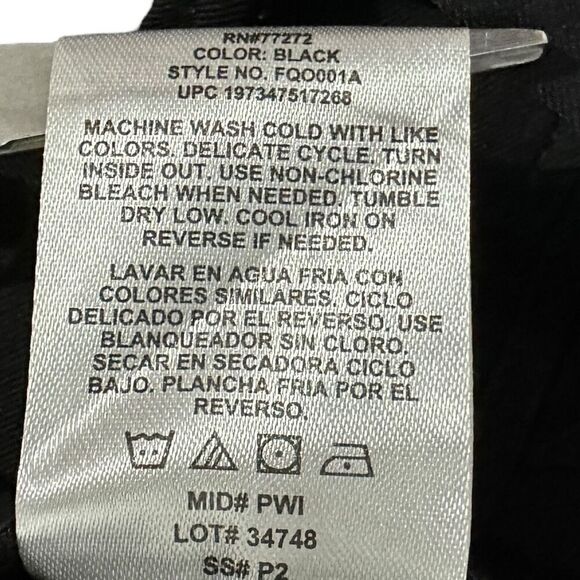 RN#77272
COLOR: BLACK
STYLE NO. FQO001A
UPC 197347517268
MACHINE WASH COLD WITH LIKE
COLORS. DELICATE CYCLE. TURN
INSIDE OUT. USE NON-CHLORINE
BLEACH WHEN NEEDED. TUMBLE
DRY LOW. COOL IRON ON
REVERSE IF NEEDED.
LAVAR EN AGUA FRIA CON
COLORES SIMILARES. CICLO
DELICADO POR EL REVERSO. USE
BLANQUEADOR SIN CLORO.
SECAR EN SECADORA CICLO
BAJO. PLANCHA FRIA POR EL
REVERSO.
MID# PWI
LOT# 34748
SS# P2